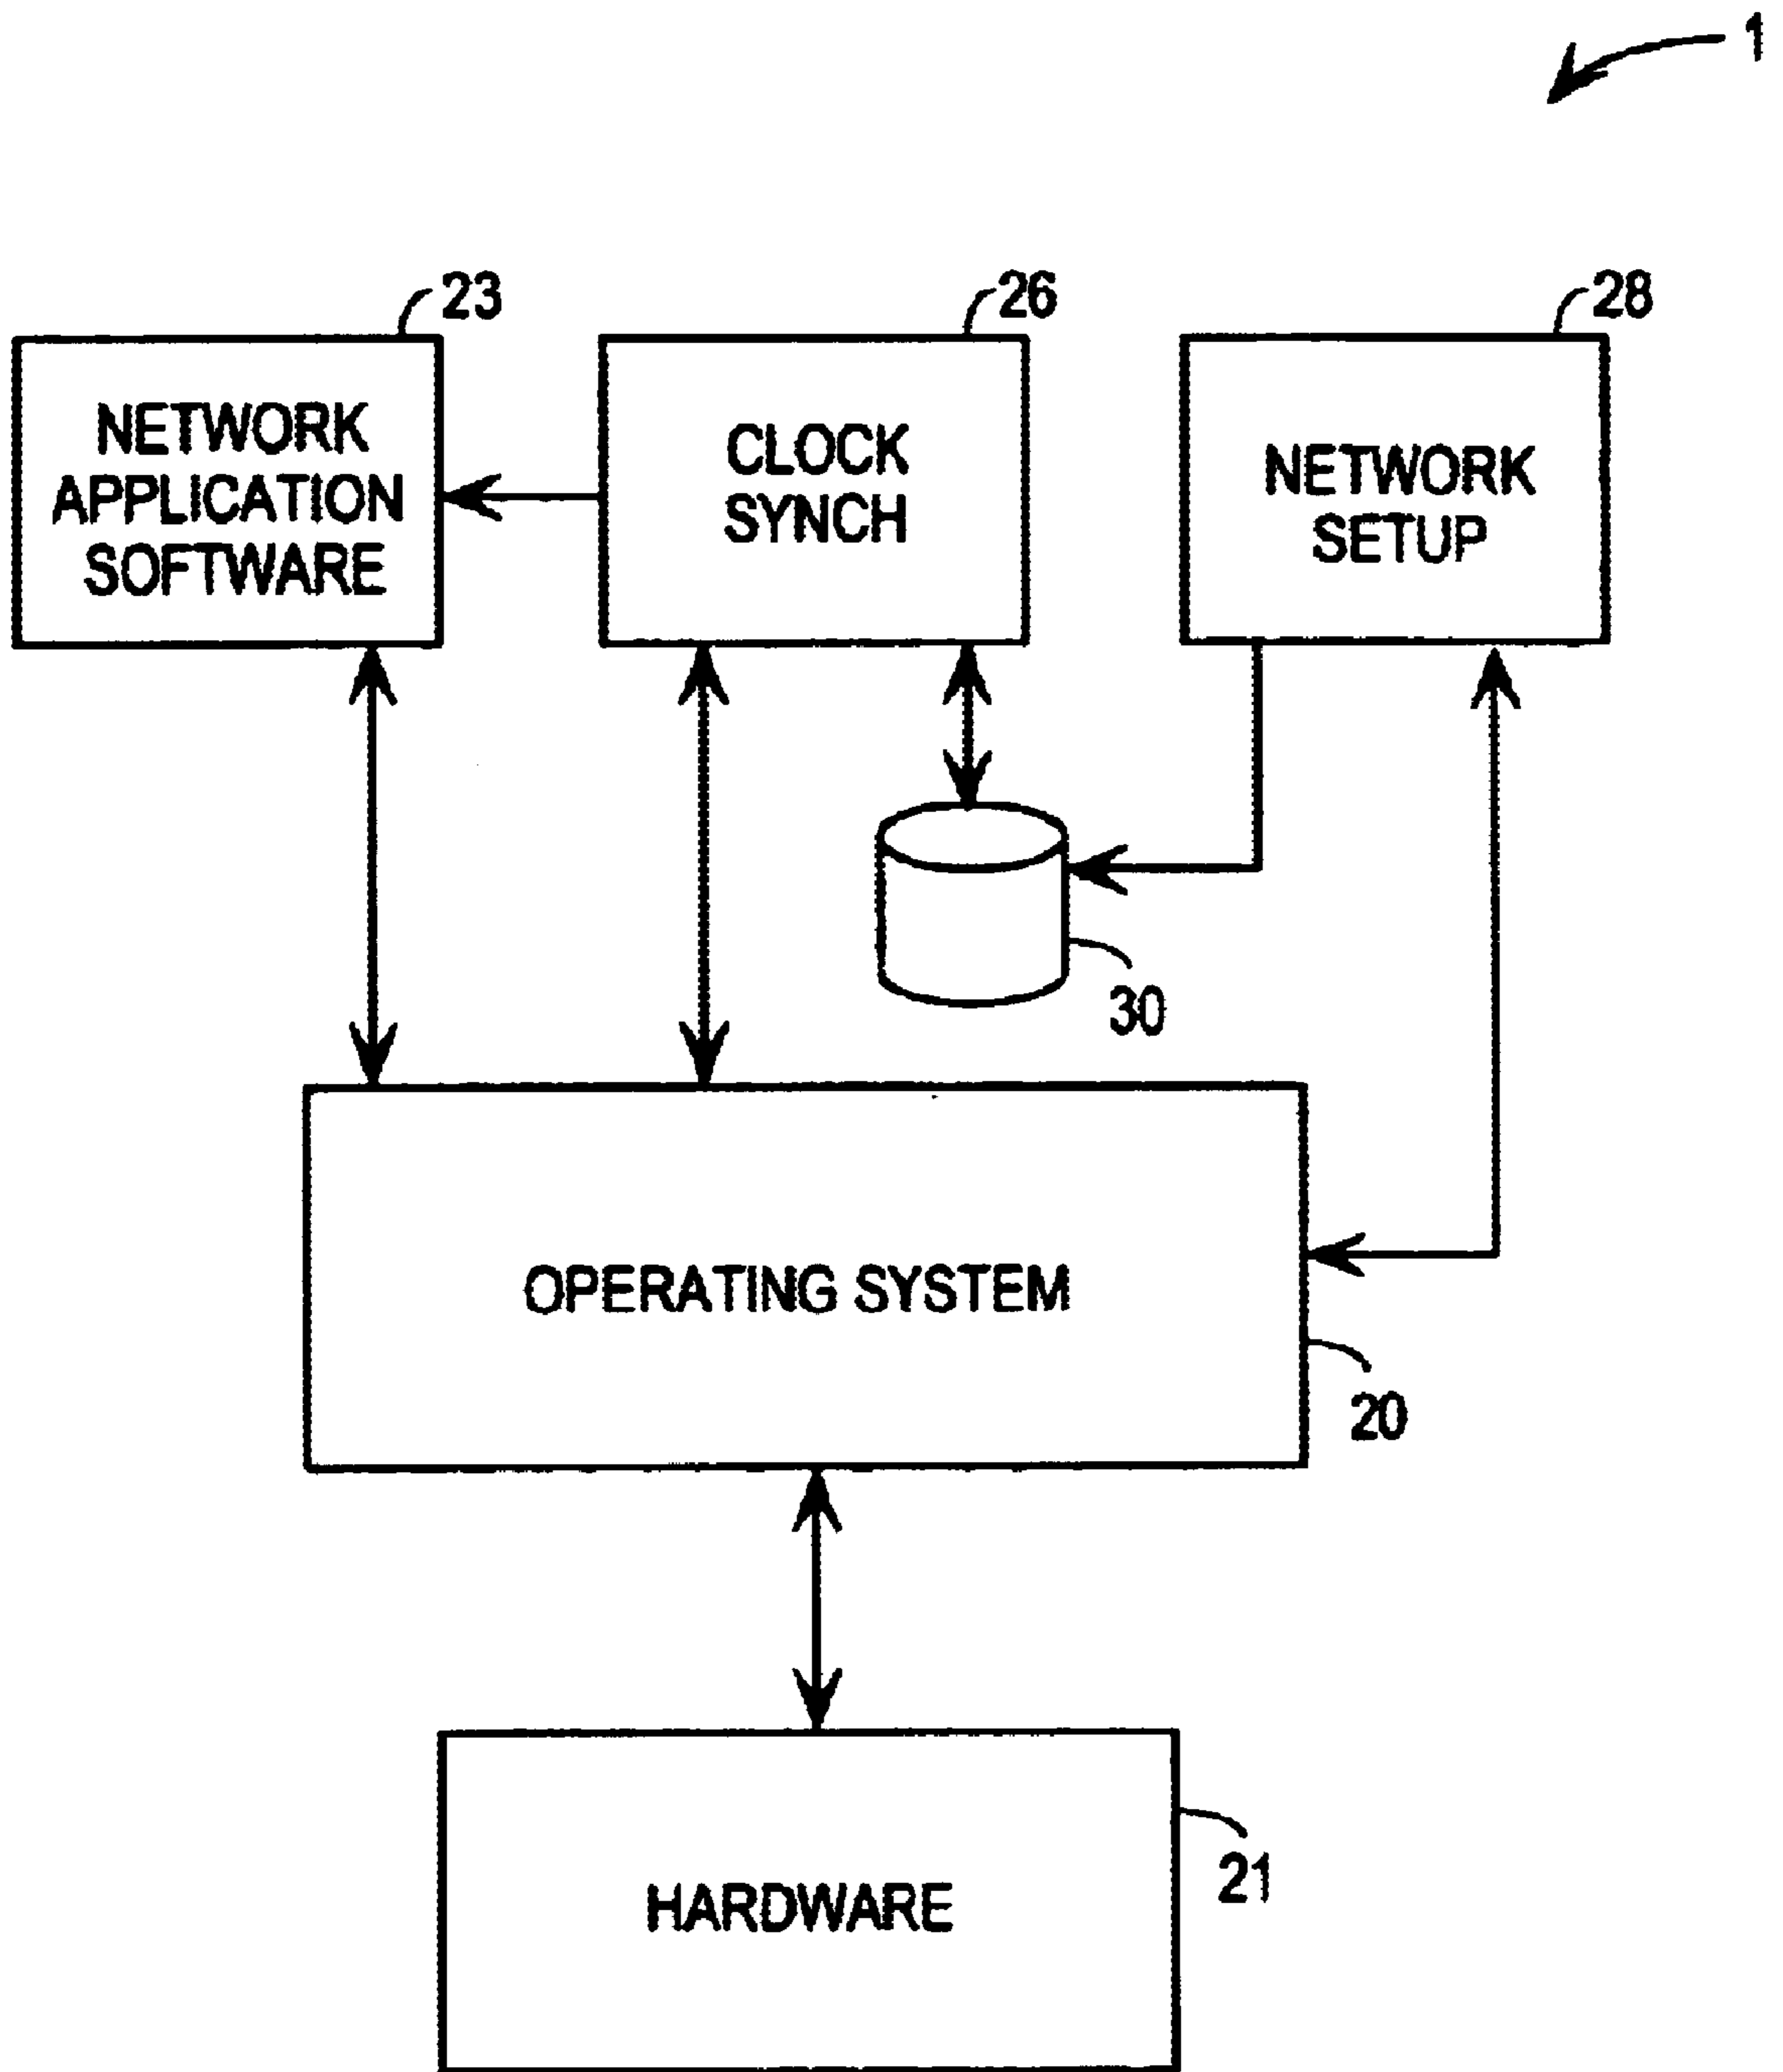 1
23
26
28
NETWORK
APPLICATION
SOFTWARE
CLOCK
SYNCH
NETWORK
SETUP
30
OPERATING SYSTEM
20
HARDWARE
21